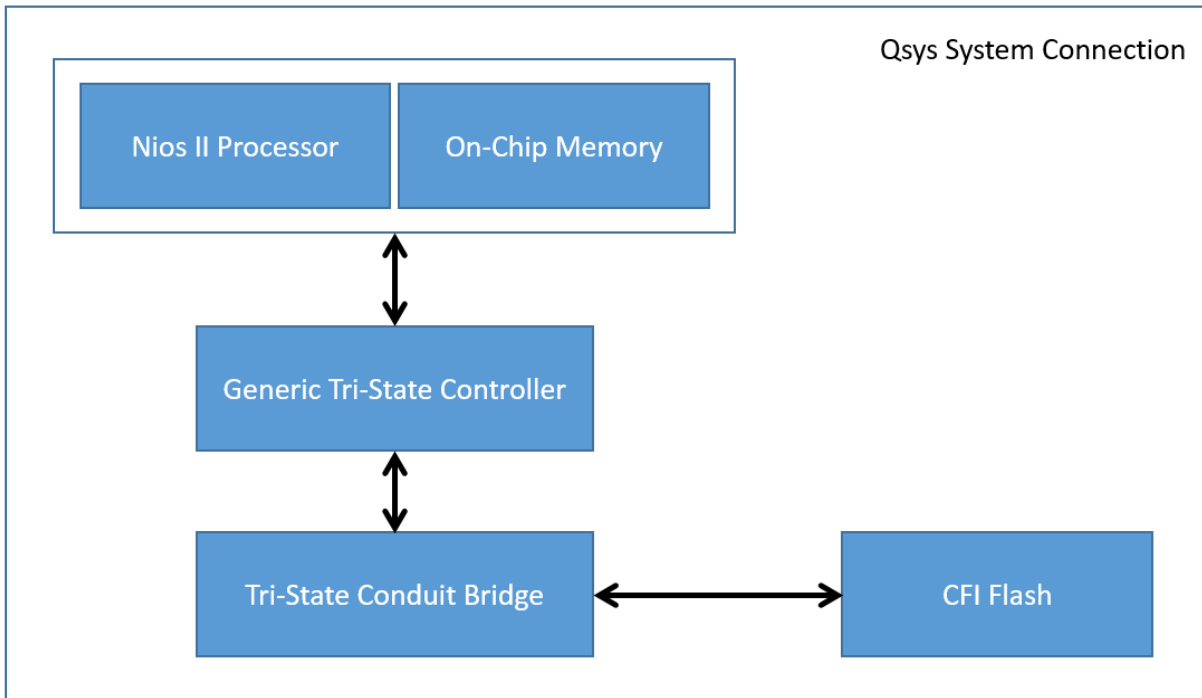 Qsys System Connection
Nios II Processor
On-Chip Memory
Generic Tri-State Controller
Tri-State Conduit Bridge
CFI Flash